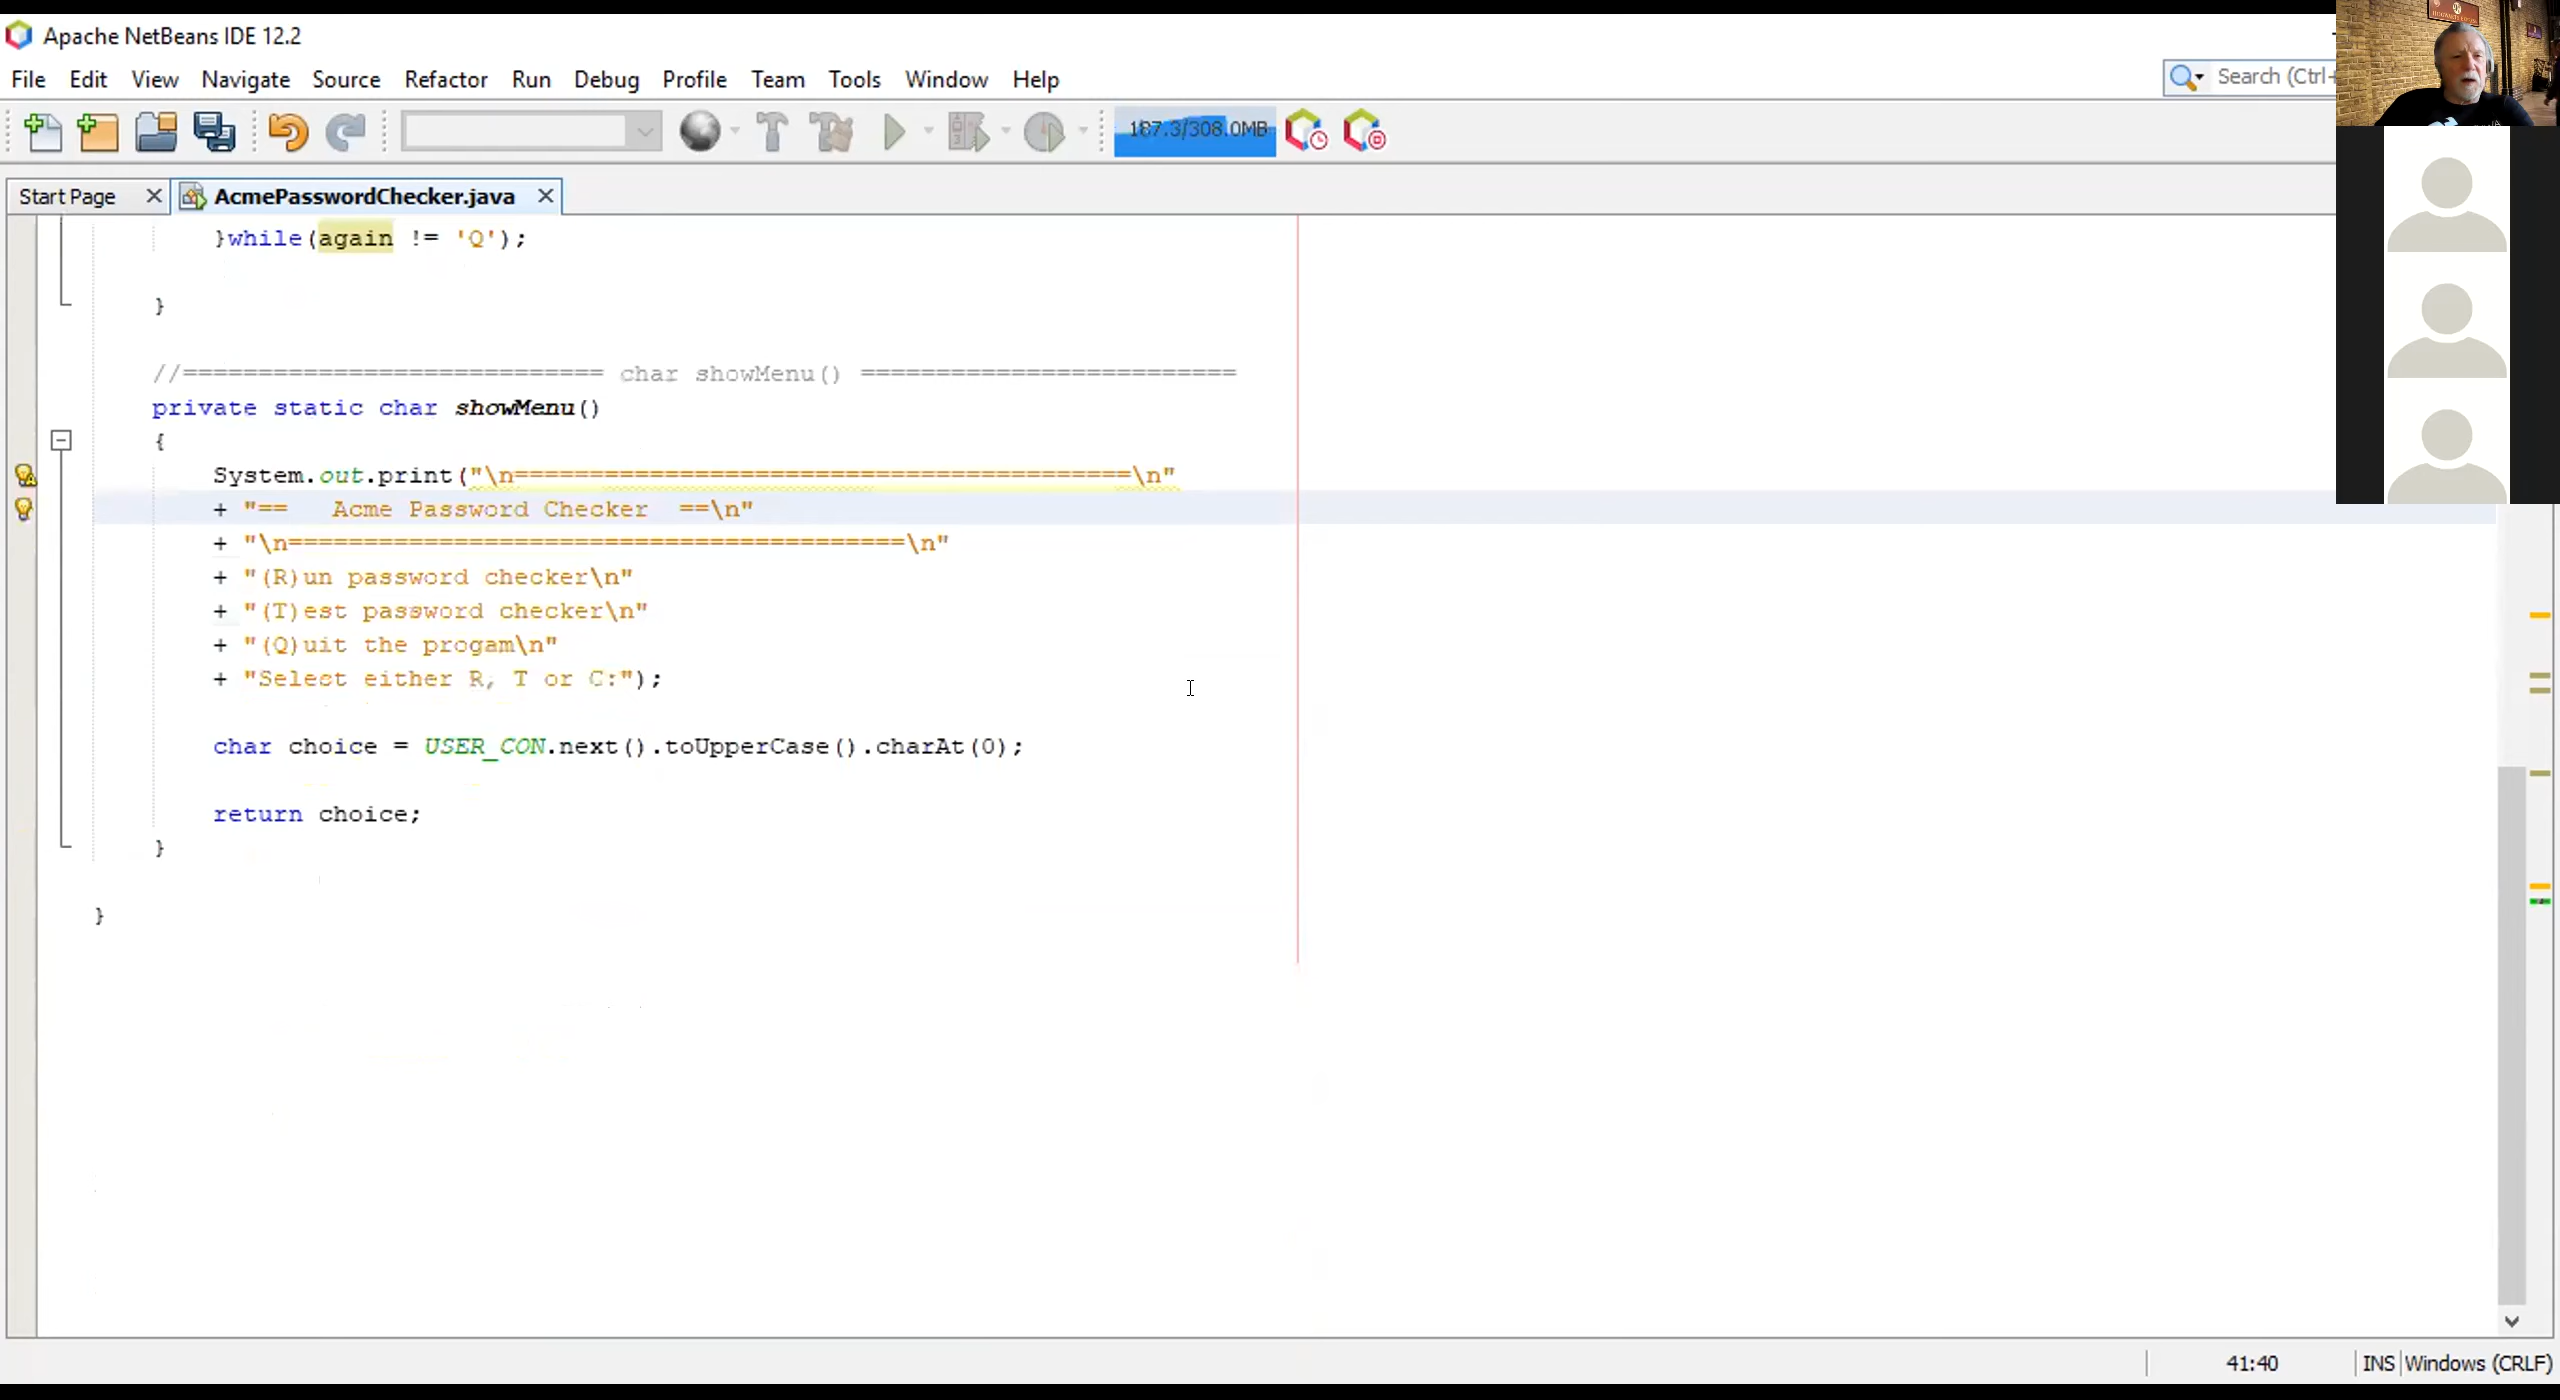 Apache NetBeans IDE 12.2
File Edit View Navigate Source Refactor Run Debug Profile Team Tools Window Help
Search (Ctrl+
187.3/308.0MB
Start Page AcmePasswordChecker.java
}while(again != 'Q');
}
//============================ char showMenu() =========================
private static char showMenu()
{
System.out.print("\n=========================================\n"
+ "==   Acme Password Checker  ==\n"
+ "\n=========================================\n"
+ "(R)un password checker\n"
+ "(T)est password checker\n"
+ "(Q)uit the progam\n"
+ "Select either R, T or C:");
char choice = USER_CON.next().toUpperCase().charAt(0);
return choice;
}
}
41:40 INS Windows (CRLF)